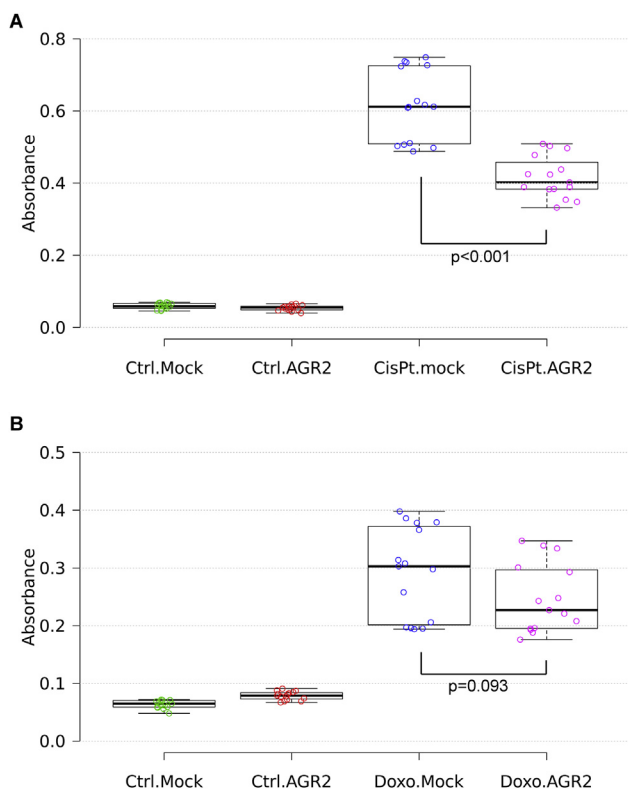 A
0.8
0.6
0.4
0.2
0.0
Absorbance
p<0.001
Ctrl.Mock Ctrl.AGR2 CisPt.mock CisPt.AGR2
B
0.5
0.4
0.3
0.2
0.1
0.0
Absorbance
p=0.093
Ctrl.Mock Ctrl.AGR2 Doxo.Mock Doxo.AGR2